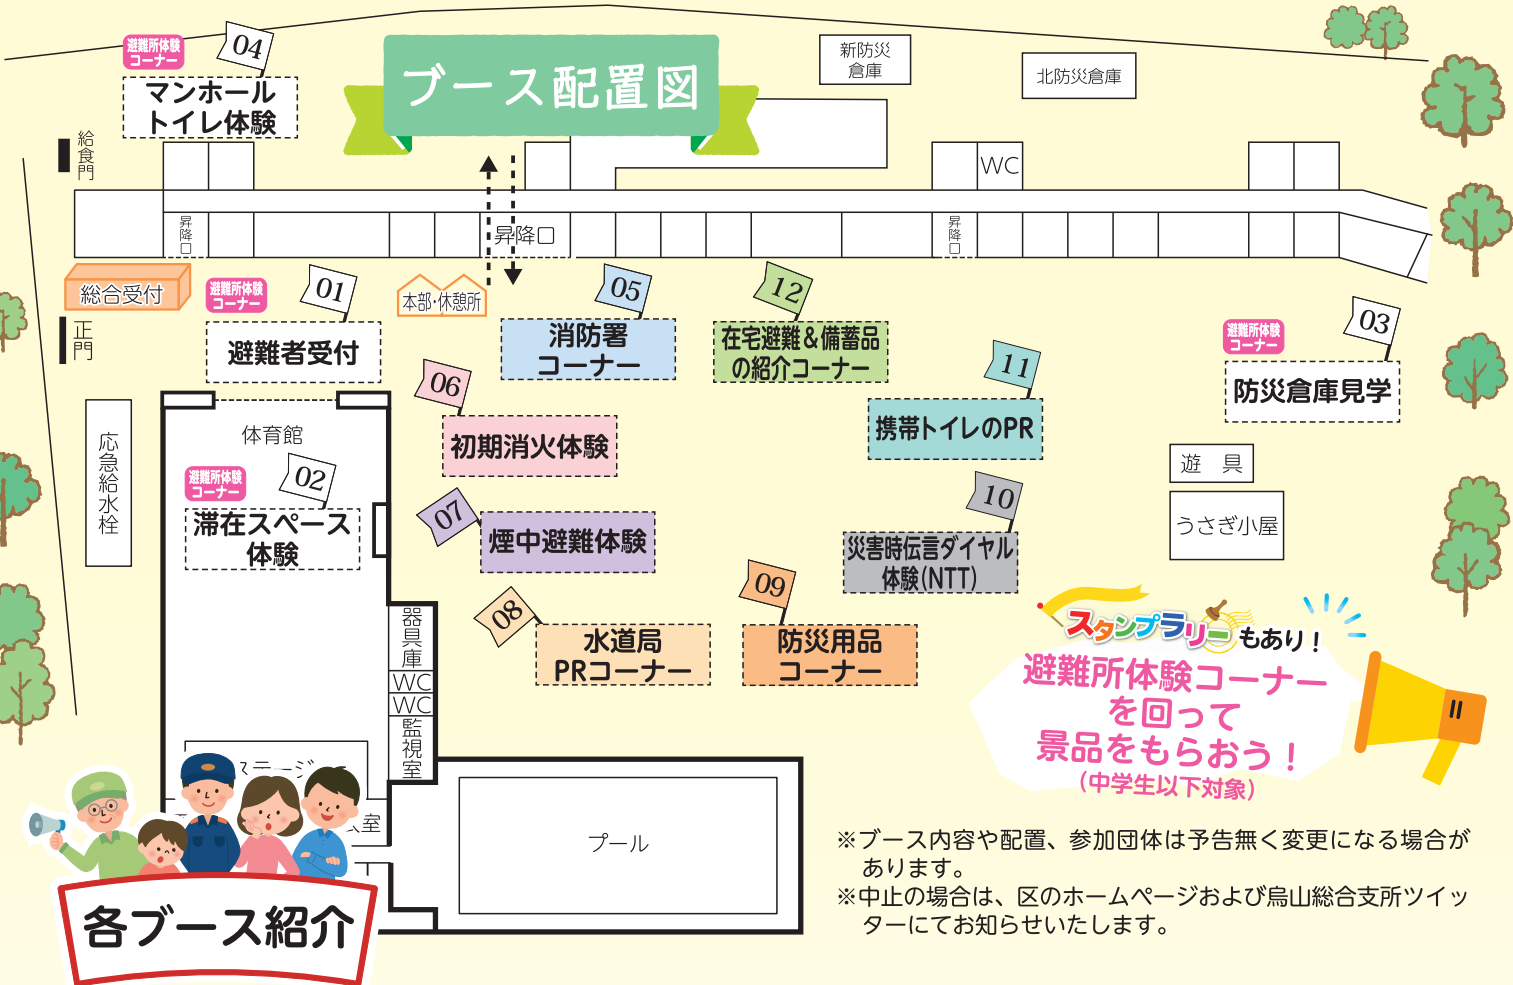 避難所体験
コーナー
04
マンホール
トイレ体験
ブース配置図
新防災
倉庫
北防災倉庫
給食門
WC
昇降口
昇降口
昇降口
総合受付
正門
避難所体験
コーナー
01
避難者受付
本部・休憩所
05
消防署
コーナー
12
在宅避難＆備蓄品
の紹介コーナー
避難所体験
コーナー
03
防災倉庫見学
06
初期消火体験
11
携帯トイレのPR
応急給水栓
体育館
避難所体験
コーナー
02
滞在スペース
体験
07
煙中避難体験
10
災害時伝言ダイヤル
体験(NTT)
遊　具
うさぎ小屋
08
水道局
PRコーナー
09
防災用品
コーナー
器具庫
WC
WC
監視室
ステージ
室
プール
スタンプラリーもあり！
避難所体験コーナー
を回って
景品をもらおう！
(中学生以下対象)
※ブース内容や配置、参加団体は予告無く変更になる場合が
あります。
※中止の場合は、区のホームページおよび烏山総合支所ツイッ
ターにてお知らせいたします。
各ブース紹介